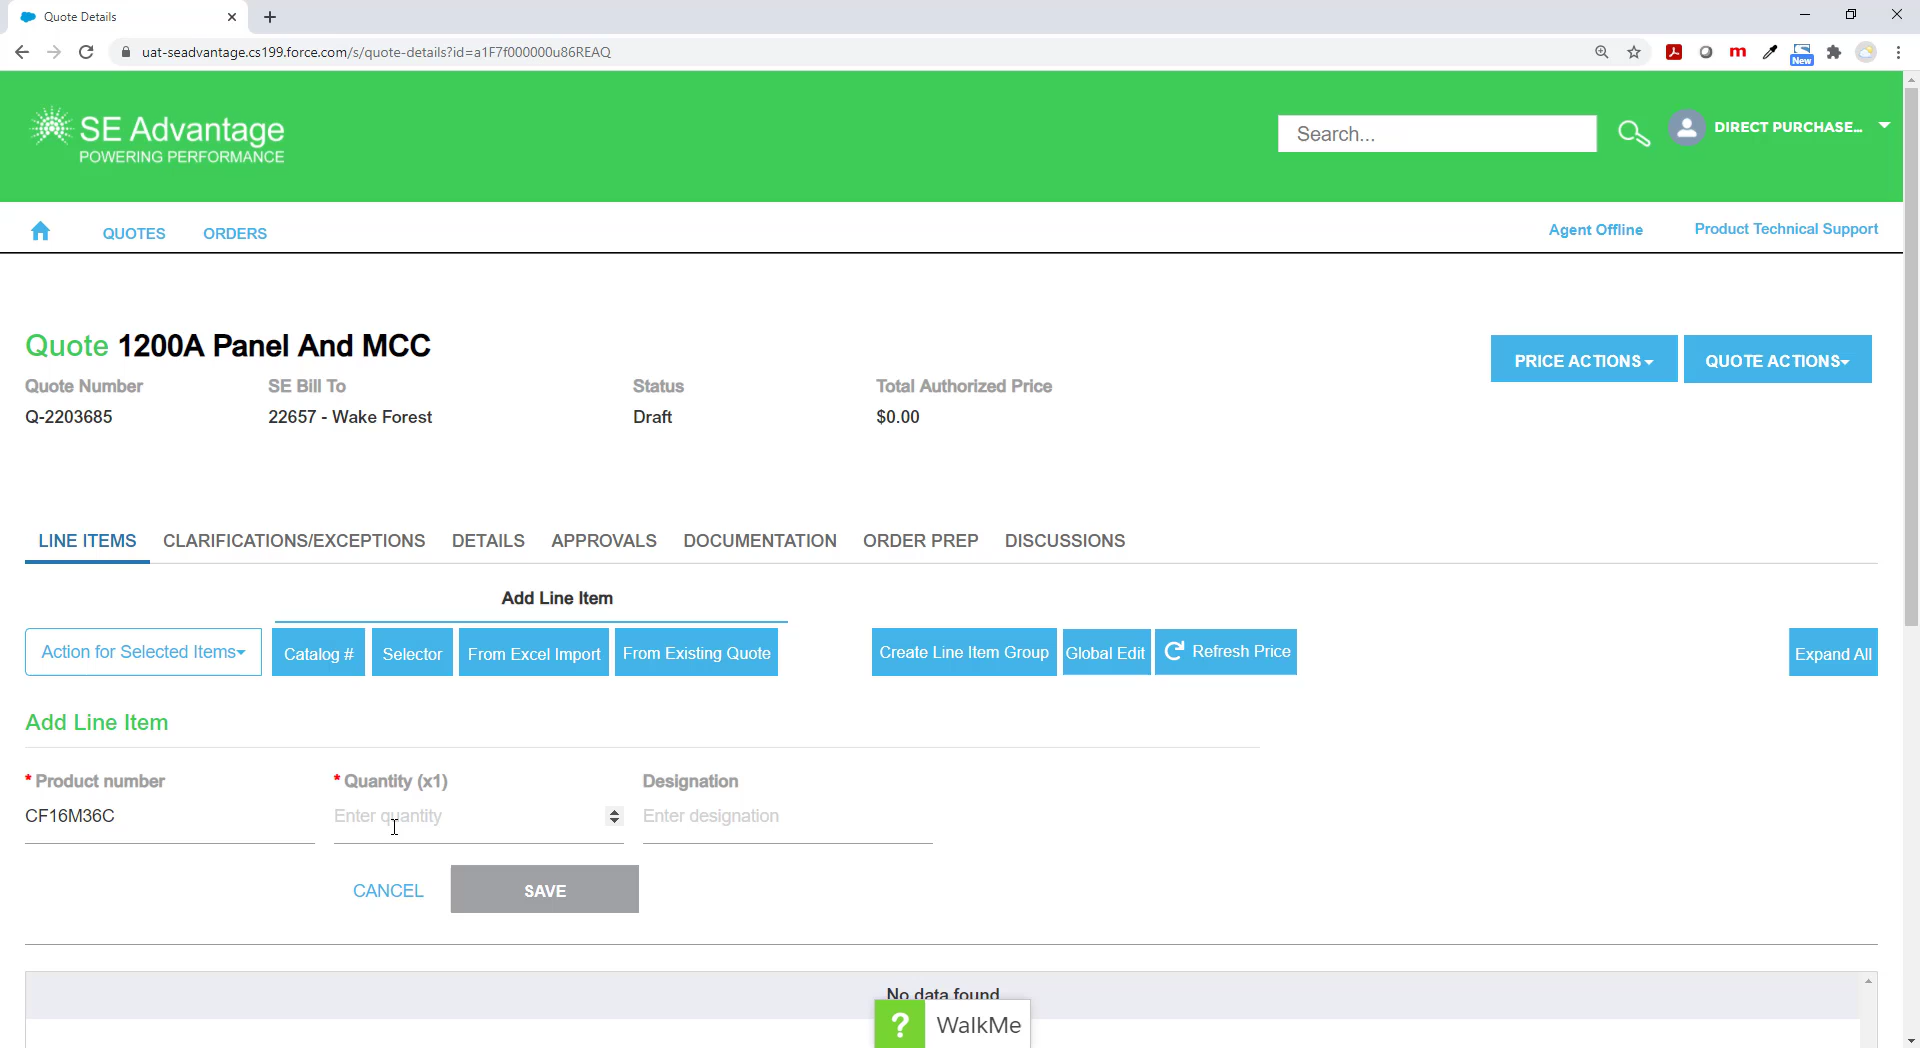 Quote Details
uat-seadvantage.cs199.force.com/s/quote-details?id=a1F7f000000u86REAQ
m
New
SE Advantage
POWERING PERFORMANCE
Search...
DIRECT PURCHASE...
QUOTES
ORDERS
Agent Offline
Product Technical Support
Quote 1200A Panel And MCC
PRICE ACTIONS
QUOTE ACTIONS
Quote Number
SE Bill To
Status
Total Authorized Price
Q-2203685
22657 - Wake Forest
Draft
$0.00
LINE ITEMS
CLARIFICATIONS/EXCEPTIONS
DETAILS
APPROVALS
DOCUMENTATION
ORDER PREP
DISCUSSIONS
Add Line Item
Action for Selected Items
Catalog #
Selector
From Excel Import
From Existing Quote
Create Line Item Group
Global Edit
Refresh Price
Expand All
Add Line Item
* Product number
* Quantity (x1)
Designation
CF16M36C
Enter quantity
Enter designation
CANCEL
SAVE
No data found
? WalkMe